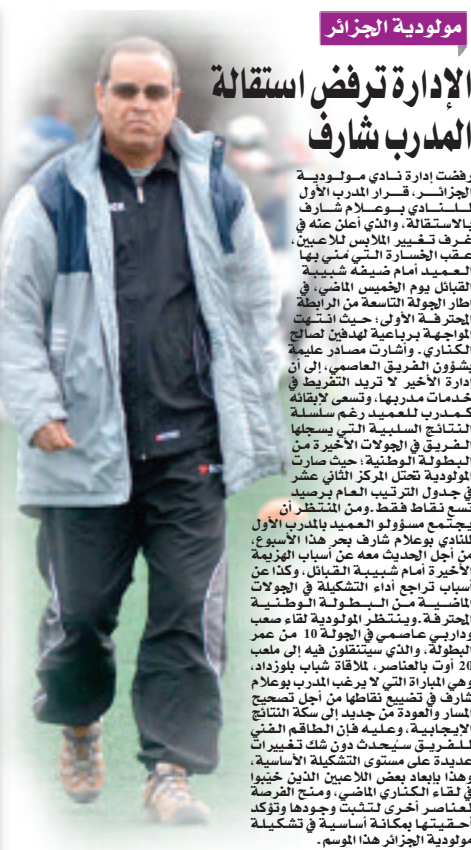 مولودية الجزائر
الإدارة ترفض استقالة
المدرب شارف
رفضت إدارة نادي مولودية
الجزائر، قرار المدرب الأول
للنادي بوعلام شارف
بالاستقالة، والذي أعلن عنه في
غرف تغيير الملابس للاعبين،
عقب الخسارة التي مُني بها
العميد أمام ضيفه شبيبة
القبائل يوم الخميس الماضي، في
إطار الجولة التاسعة من الرابطة
المحترفة الأولى؛ حيث انتهت
المواجهة برباعية لهدفين لصالح
الكناري. وأشارت مصادر عليمة
بشؤون الفريق العاصمي، إلى أن
إدارة الأخير لا تريد التفريط في
خدمات مدربها، وتسعى لإبقائه
كمدرب للعميد رغم سلسلة
النتائج السلبية التي يسجلها
الفريق في الجولات الأخيرة من
البطولة الوطنية؛ حيث صارت
المولودية تحتل المركز الثاني عشر
في جدول الترتيب العام برصيد
تسع نقاط فقط. ومن المنتظر أن
يجتمع مسؤولو العميد بالمدرب الأول
للنادي بوعلام شارف بحر هذا الأسبوع،
من أجل الحديث معه عن أسباب الهزيمة
الأخيرة أمام شبيبة القبائل، وكذا عن
أسباب تراجع أداء التشكيلة في الجولات
الماضية من البطولة الوطنية
المحترفة. وينتظر المولودية لقاء صعب
وداربي عاصمي في الجولة 10 من عمر
البطولة، والذي سيتنقلون فيه إلى ملعب
20 أوت بالعناصر، لملاقاة شباب بلوزداد،
وهي المباراة التي لا يرغب المدرب بوعلام
شارف في تضييع نقاطها من أجل تصحيح
المسار والعودة من جديد إلى سكة النتائج
الإيجابية، وعليه فإن الطاقم الفني
للفريق سيُحدث دون شك تغييرات
عديدة على مستوى التشكيلة الأساسية،
وهذا بإبعاد بعض اللاعبين الذين خيّبوا
في لقاء الكناري الماضي، ومنح الفرصة
لعناصر أخرى لتثبت وجودها وتؤكد
أحقيتها بمكانة أساسية في تشكيلة
مولودية الجزائر هذا الموسم.